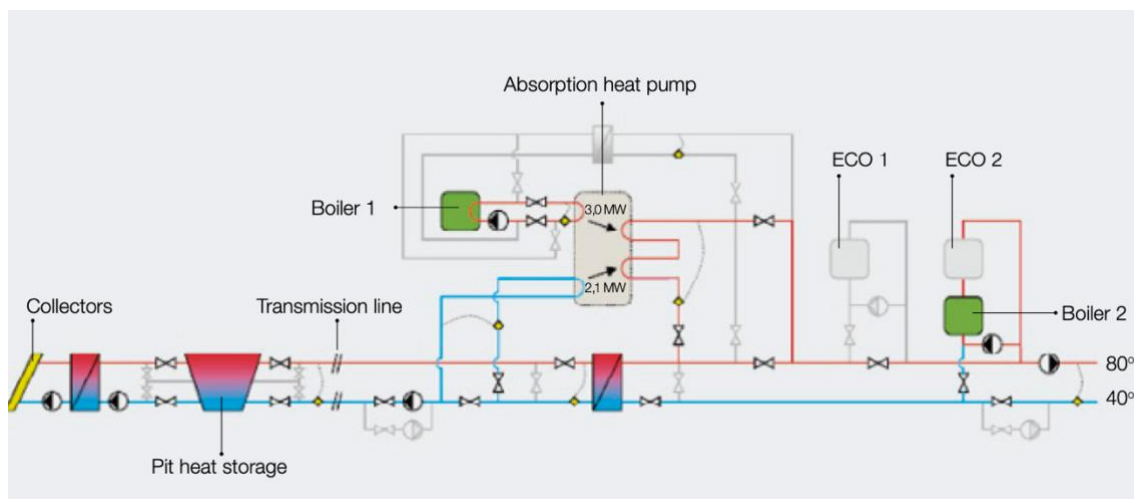 Absorption heat pump
ECO 1
ECO 2
Boiler 1
3,0 MW
2,1 MW
Collectors
Transmission line
Boiler 2
80°
40°
Pit heat storage